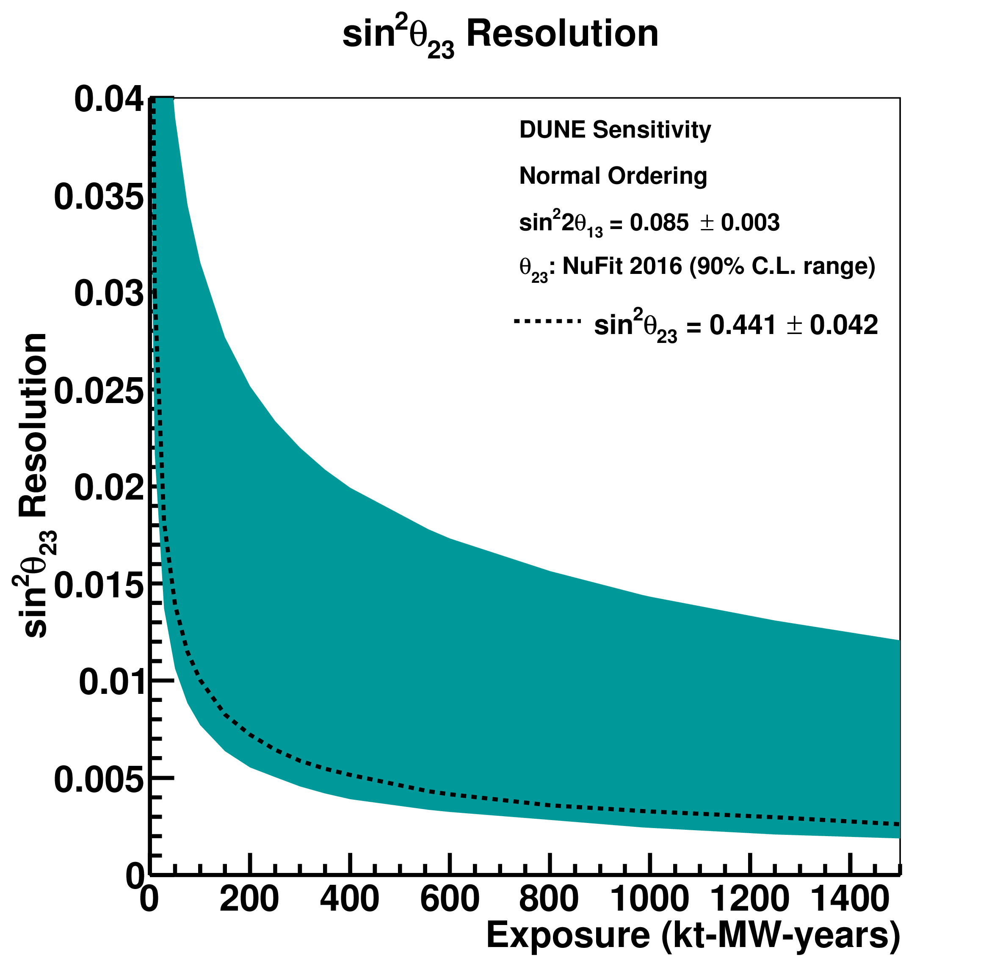 sin²θ₂₃ Resolution
0.04
0.035
0.03
0.025
0.02
0.015
0.01
0.005
0
sin²θ₂₃ Resolution
DUNE Sensitivity
Normal Ordering
sin²2θ₁₃ = 0.085 ± 0.003
θ₂₃: NuFit 2016 (90% C.L. range)
sin²θ₂₃ = 0.441 ± 0.042
0 200 400 600 800 1000 1200 1400
Exposure (kt-MW-years)